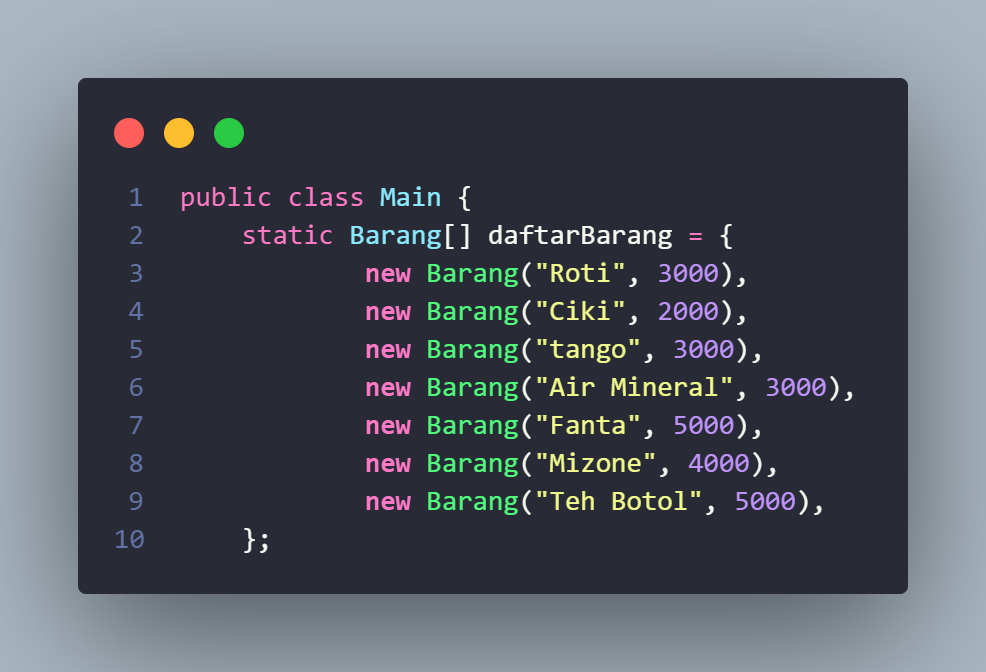 1 public class Main {
2     static Barang[] daftarBarang = {
3             new Barang("Roti", 3000),
4             new Barang("Ciki", 2000),
5             new Barang("tango", 3000),
6             new Barang("Air Mineral", 3000),
7             new Barang("Fanta", 5000),
8             new Barang("Mizone", 4000),
9             new Barang("Teh Botol", 5000),
10     };